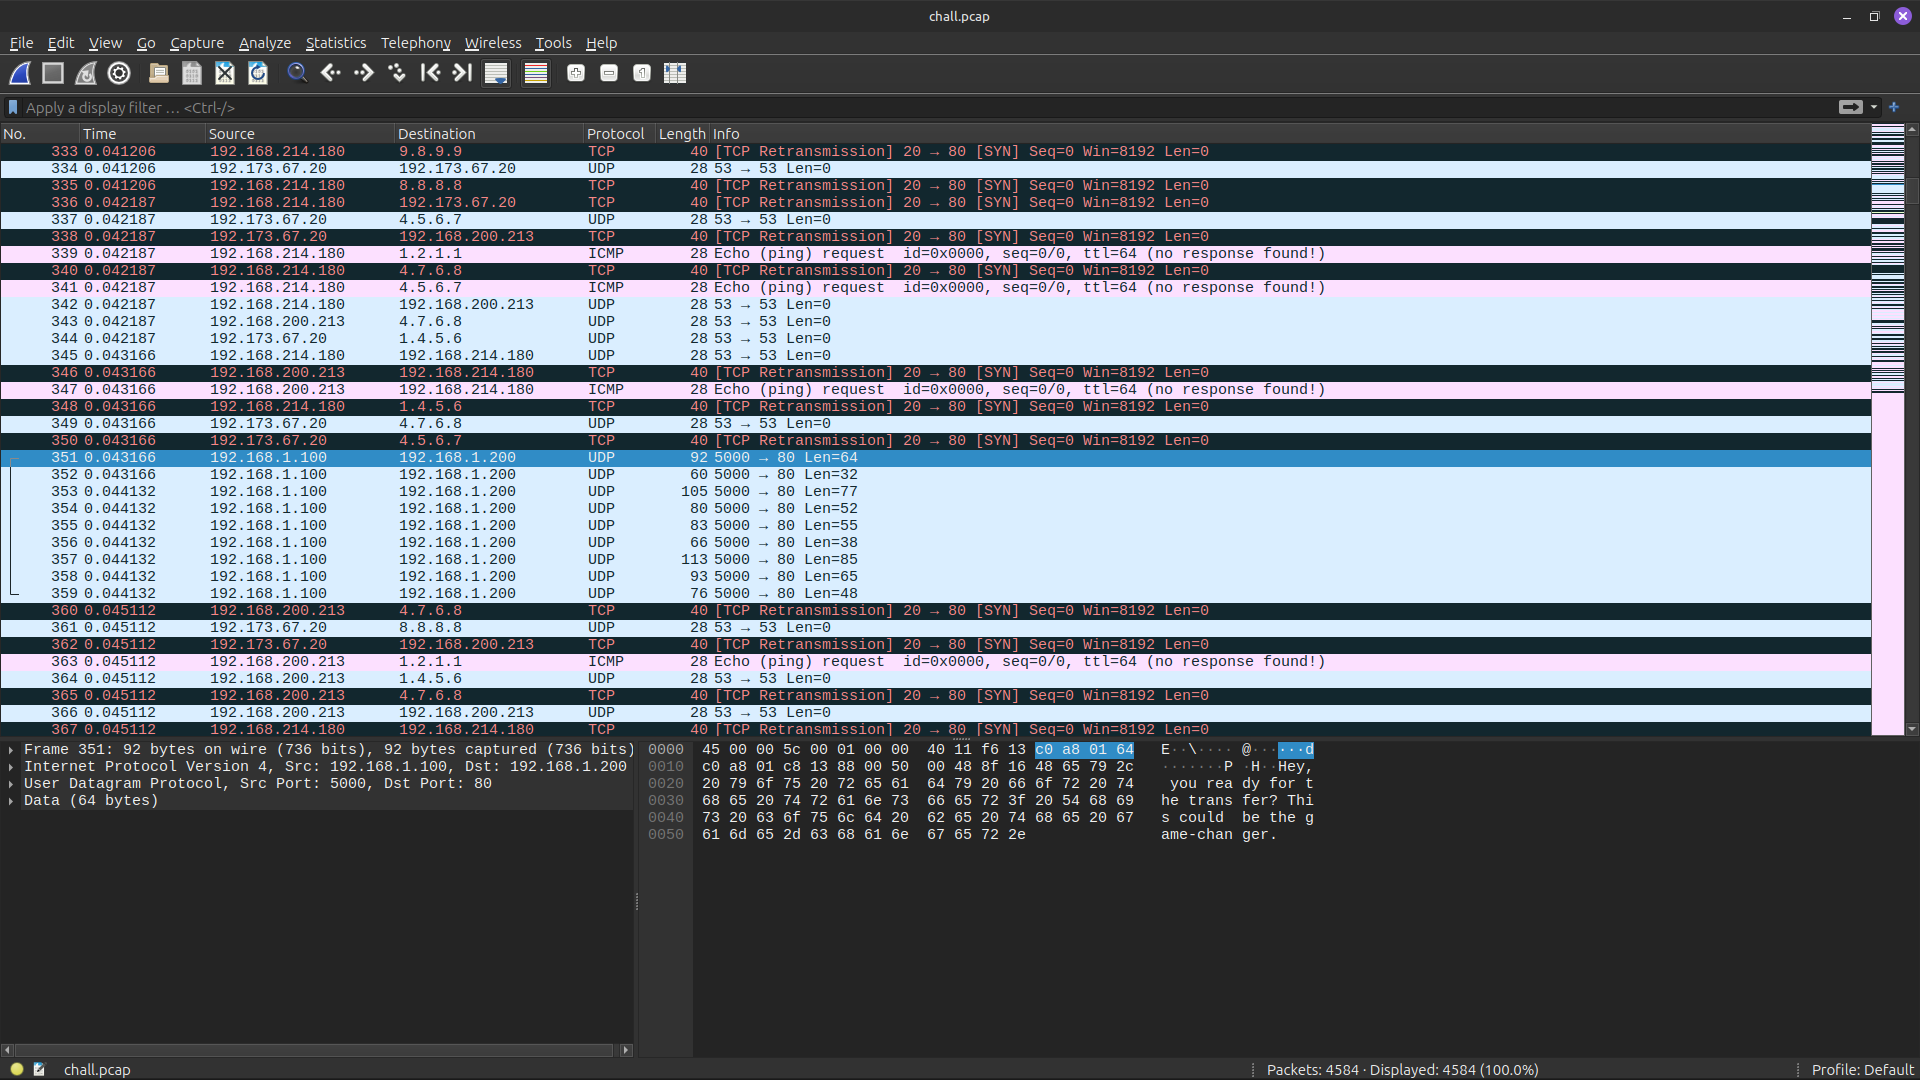 chall.pcap
File Edit View Go Capture Analyze Statistics Telephony Wireless Tools Help
Apply a display filter … <Ctrl-/>
No. Time Source Destination Protocol Length Info
333 0.041206 192.168.214.180 9.8.9.9 TCP 40 [TCP Retransmission] 20 → 80 [SYN] Seq=0 Win=8192 Len=0
334 0.041206 192.173.67.20 192.173.67.20 UDP 28 53 → 53 Len=0
335 0.041206 192.168.214.180 8.8.8.8 TCP 40 [TCP Retransmission] 20 → 80 [SYN] Seq=0 Win=8192 Len=0
336 0.041206 192.168.214.180 192.173.67.20 TCP 40 [TCP Retransmission] 20 → 80 [SYN] Seq=0 Win=8192 Len=0
337 0.042187 192.173.67.20 4.5.6.7 UDP 28 53 → 53 Len=0
338 0.042187 192.173.67.20 192.168.200.213 TCP 40 [TCP Retransmission] 20 → 80 [SYN] Seq=0 Win=8192 Len=0
339 0.042187 192.168.214.180 1.2.1.1 ICMP 28 Echo (ping) request id=0x0000, seq=0/0, ttl=64 (no response found!)
340 0.042187 192.168.214.180 4.7.6.8 TCP 40 [TCP Retransmission] 20 → 80 [SYN] Seq=0 Win=8192 Len=0
341 0.042187 192.168.214.180 4.5.6.7 ICMP 28 Echo (ping) request id=0x0000, seq=0/0, ttl=64 (no response found!)
342 0.042187 192.168.214.180 192.168.200.213 UDP 28 53 → 53 Len=0
343 0.042187 192.168.200.213 4.7.6.8 UDP 28 53 → 53 Len=0
344 0.042187 192.173.67.20 1.4.5.6 UDP 28 53 → 53 Len=0
345 0.043166 192.168.214.180 192.168.214.180 UDP 28 53 → 53 Len=0
346 0.043166 192.168.200.213 192.168.214.180 TCP 40 [TCP Retransmission] 20 → 80 [SYN] Seq=0 Win=8192 Len=0
347 0.043166 192.168.200.213 192.168.214.180 ICMP 28 Echo (ping) request id=0x0000, seq=0/0, ttl=64 (no response found!)
348 0.043166 192.168.214.180 1.4.5.6 TCP 40 [TCP Retransmission] 20 → 80 [SYN] Seq=0 Win=8192 Len=0
349 0.043166 192.173.67.20 4.7.6.8 UDP 28 53 → 53 Len=0
350 0.043166 192.173.67.20 4.5.6.7 TCP 40 [TCP Retransmission] 20 → 80 [SYN] Seq=0 Win=8192 Len=0
351 0.043166 192.168.1.100 192.168.1.200 UDP 92 5000 → 80 Len=64
352 0.043166 192.168.1.100 192.168.1.200 UDP 60 5000 → 80 Len=32
353 0.044132 192.168.1.100 192.168.1.200 UDP 105 5000 → 80 Len=77
354 0.044132 192.168.1.100 192.168.1.200 UDP 80 5000 → 80 Len=52
355 0.044132 192.168.1.100 192.168.1.200 UDP 83 5000 → 80 Len=55
356 0.044132 192.168.1.100 192.168.1.200 UDP 66 5000 → 80 Len=38
357 0.044132 192.168.1.100 192.168.1.200 UDP 113 5000 → 80 Len=85
358 0.044132 192.168.1.100 192.168.1.200 UDP 93 5000 → 80 Len=65
359 0.044132 192.168.1.100 192.168.1.200 UDP 76 5000 → 80 Len=48
360 0.045112 192.168.200.213 4.7.6.8 TCP 40 [TCP Retransmission] 20 → 80 [SYN] Seq=0 Win=8192 Len=0
361 0.045112 192.173.67.20 8.8.8.8 UDP 28 53 → 53 Len=0
362 0.045112 192.173.67.20 192.168.200.213 TCP 40 [TCP Retransmission] 20 → 80 [SYN] Seq=0 Win=8192 Len=0
363 0.045112 192.168.200.213 1.2.1.1 ICMP 28 Echo (ping) request id=0x0000, seq=0/0, ttl=64 (no response found!)
364 0.045112 192.168.200.213 1.4.5.6 UDP 28 53 → 53 Len=0
365 0.045112 192.168.200.213 4.7.6.8 TCP 40 [TCP Retransmission] 20 → 80 [SYN] Seq=0 Win=8192 Len=0
366 0.045112 192.168.200.213 192.168.200.213 UDP 28 53 → 53 Len=0
367 0.045112 192.168.214.180 192.168.214.180 TCP 40 [TCP Retransmission] 20 → 80 [SYN] Seq=0 Win=8192 Len=0
Frame 351: 92 bytes on wire (736 bits), 92 bytes captured (736 bits)
Internet Protocol Version 4, Src: 192.168.1.100, Dst: 192.168.1.200
User Datagram Protocol, Src Port: 5000, Dst Port: 80
Data (64 bytes)
0000 45 00 00 5c 00 01 00 00 40 11 f6 13 c0 a8 01 64 E··\···· @······d
0010 c0 a8 01 c8 13 88 00 50 00 48 8f 16 48 65 79 2c ·······P ·H··Hey,
0020 20 79 6f 75 20 72 65 61 64 79 20 66 6f 72 20 74 you rea dy for t
0030 68 65 20 74 72 61 6e 73 66 65 72 3f 20 54 68 69 he trans fer? Thi
0040 73 20 63 6f 75 6c 64 20 62 65 20 74 68 65 20 67 s could be the g
0050 61 6d 65 2d 63 68 61 6e 67 65 72 2e ame-chan ger.
chall.pcap
Packets: 4584 · Displayed: 4584 (100.0%)
Profile: Default